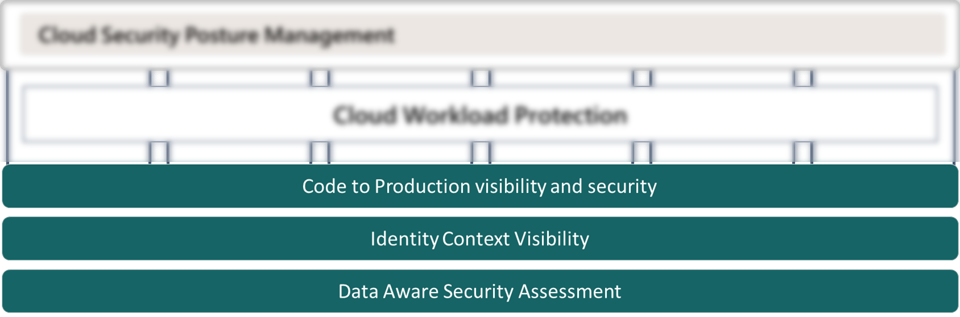 Cloud Security Posture Management
Cloud Workload Protection
Code to Production visibility and security
Identity Context Visibility
Data Aware Security Assessment